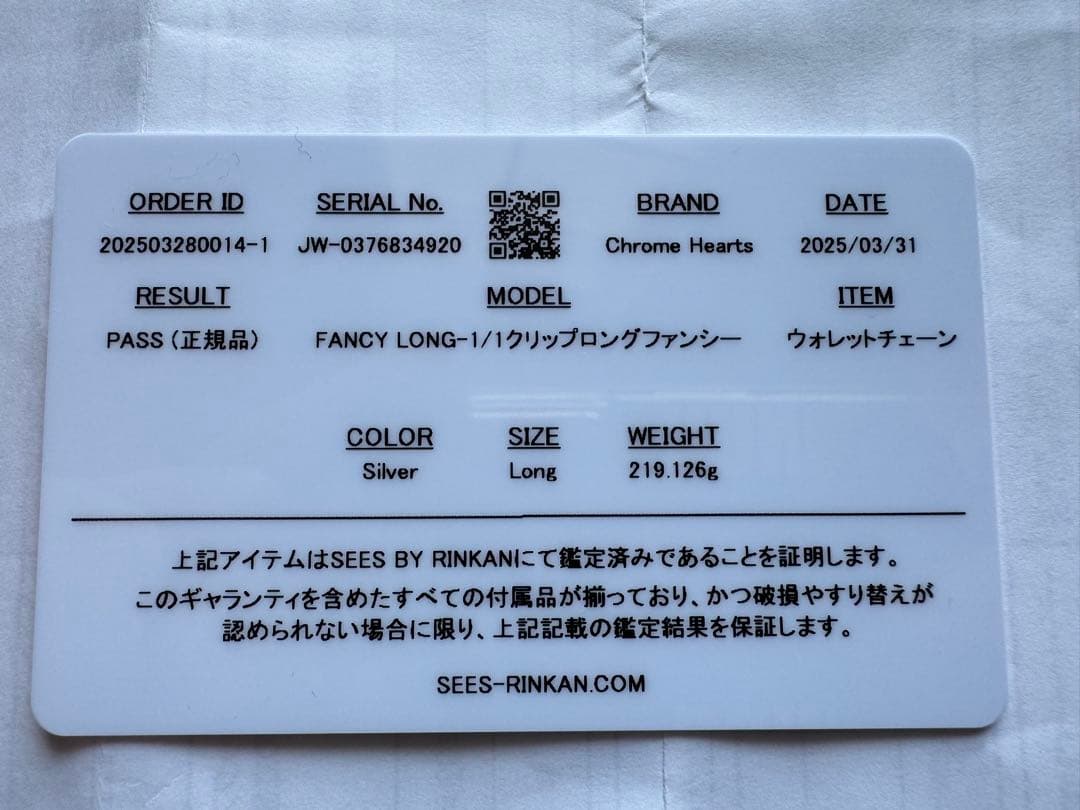 ORDER ID SERIAL No. BRAND DATE
202503280014-1 JW-0376834920 Chrome Hearts 2025/03/31
RESULT MODEL ITEM
PASS (正規品) FANCY LONG-1/1クリップロングファンシー ウォレットチェーン
COLOR SIZE WEIGHT
Silver Long 219.126g
上記アイテムはSEES BY RINKANにて鑑定済みであることを証明します。
このギャランティを含めたすべての付属品が揃っており、かつ破損やすり替えが
認められない場合に限り、上記記載の鑑定結果を保証します。
SEES-RINKAN.COM